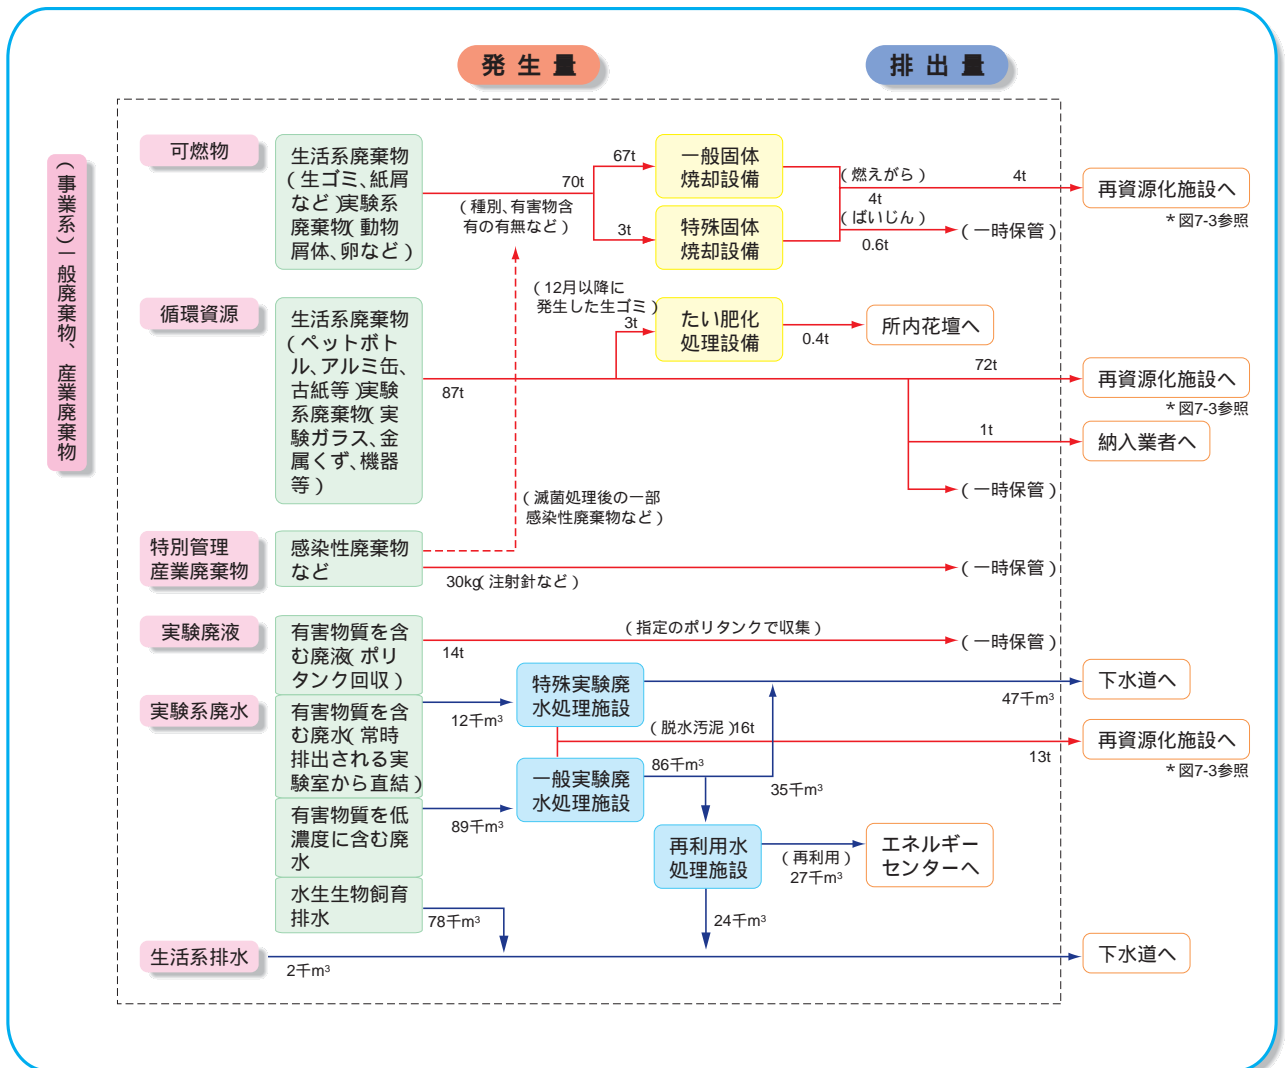 発生量
排出量
(事業系)一般廃棄物、産業廃棄物
可燃物
生活系廃棄物
(生ゴミ、紙屑
など)実験系
廃棄物(動物
屑体、卵など)
70t
(種別、有害物含
有の有無など)
67t
3t
一般固体
焼却設備
特殊固体
焼却設備
(燃えがら)
4t
4t
(ばいじん)
0.6t
再資源化施設へ
*図7-3参照
(一時保管)
循環資源
生活系廃棄物
(ペットボト
ル、アルミ缶、
古紙等)実験
系廃棄物(実
験ガラス、金
属くず、機器
等)
87t
(12月以降に
発生した生ゴミ)
3t
たい肥化
処理設備
0.4t
所内花壇へ
72t
再資源化施設へ
*図7-3参照
1t
納入業者へ
(一時保管)
(滅菌処理後の一部
感染性廃棄物など)
特別管理
産業廃棄物
感染性廃棄物
など
30kg(注射針など)
(一時保管)
実験廃液
有害物質を含
む廃液(ポリ
タンク回収)
14t
(指定のポリタンクで収集)
(一時保管)
実験系廃水
有害物質を含
む廃水(常時
排出される実
験室から直結)
12千m³
特殊実験廃
水処理施設
47千m³
下水道へ
(脱水汚泥)16t
13t
再資源化施設へ
*図7-3参照
有害物質を低
濃度に含む廃
水
89千m³
一般実験廃
水処理施設
86千m³
35千m³
再利用水
処理施設
(再利用)
27千m³
エネルギー
センターへ
水生生物飼育
排水
78千m³
24千m³
生活系排水
2千m³
下水道へ